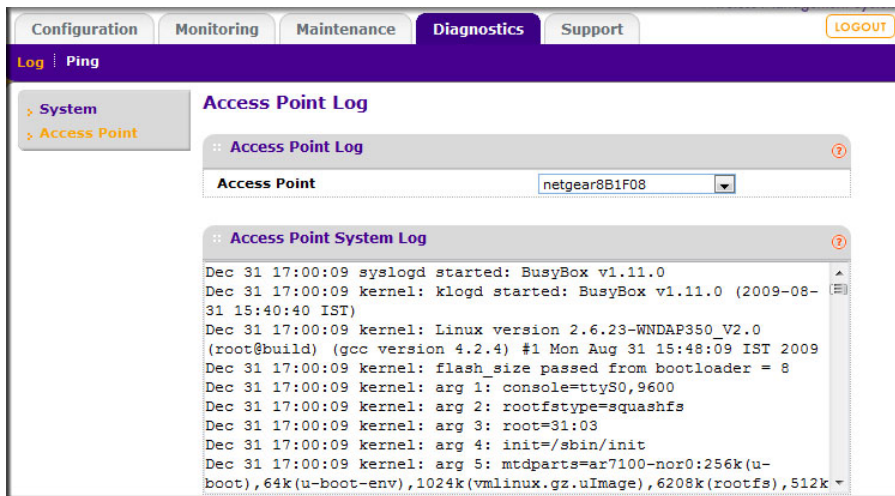 Configuration Monitoring Maintenance Diagnostics Support LOGOUT
Log Ping
System
Access Point
Access Point Log
Access Point Log
Access Point netgear8B1F08
Access Point System Log
Dec 31 17:00:09 syslogd started: BusyBox v1.11.0
Dec 31 17:00:09 kernel: klogd started: BusyBox v1.11.0 (2009-08-
31 15:40:40 IST)
Dec 31 17:00:09 kernel: Linux version 2.6.23-WNDAP350_V2.0
(root@build) (gcc version 4.2.4) #1 Mon Aug 31 15:48:09 IST 2009
Dec 31 17:00:09 kernel: flash_size passed from bootloader = 8
Dec 31 17:00:09 kernel: arg 1: console=ttyS0,9600
Dec 31 17:00:09 kernel: arg 2: rootfstype=squashfs
Dec 31 17:00:09 kernel: arg 3: root=31:03
Dec 31 17:00:09 kernel: arg 4: init=/sbin/init
Dec 31 17:00:09 kernel: arg 5: mtdparts=ar7100-nor0:256k(u-
boot),64k(u-boot-env),1024k(vmlinux.gz.uImage),6208k(rootfs),512k